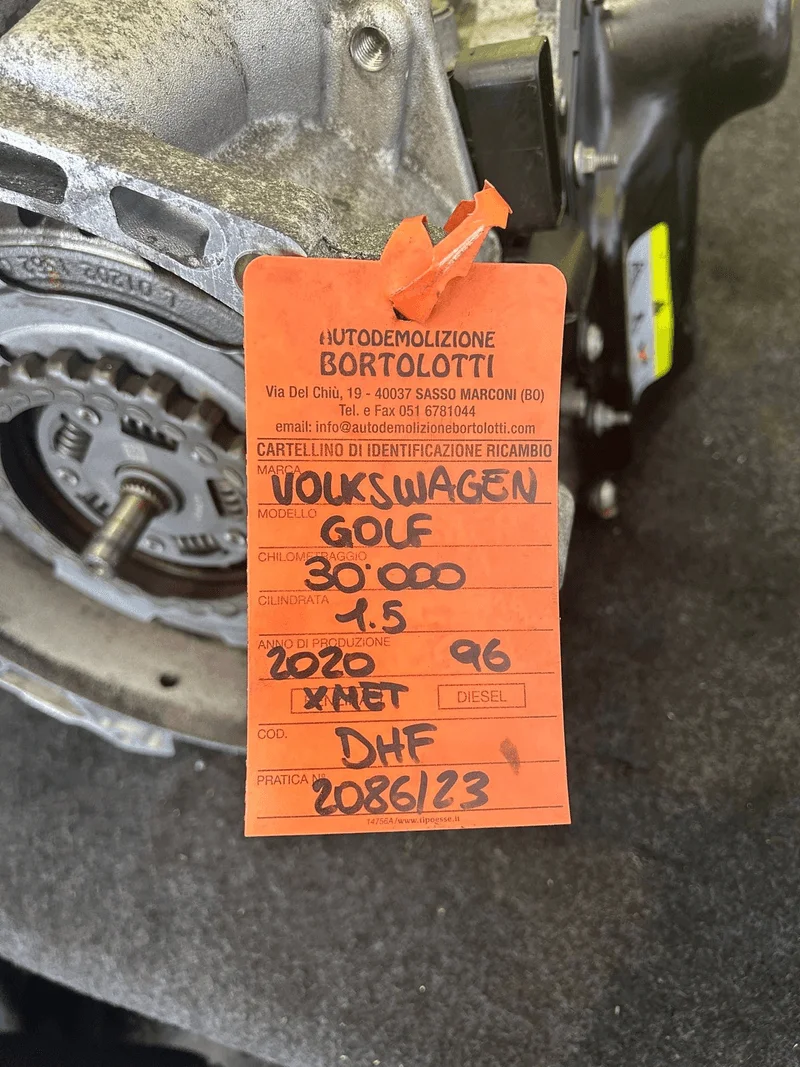 AUTODEMOLIZIONE
BORTOLOTTI
Via Del Chiù, 19 - 40037 SASSO MARCONI (BO)
Tel. e Fax 051 6781044
email: info@autodemolizionebortolotti.com
CARTELLINO DI IDENTIFICAZIONE RICAMBIO
MARCA
VOLKSWAGEN
MODELLO
GOLF
CHILOMETRAGGIO
30'000
CILINDRATA
1.5
ANNO DI PRODUZIONE
2020 96
XMET DIESEL
COD.
DHF
PRATICA N°
2086/23